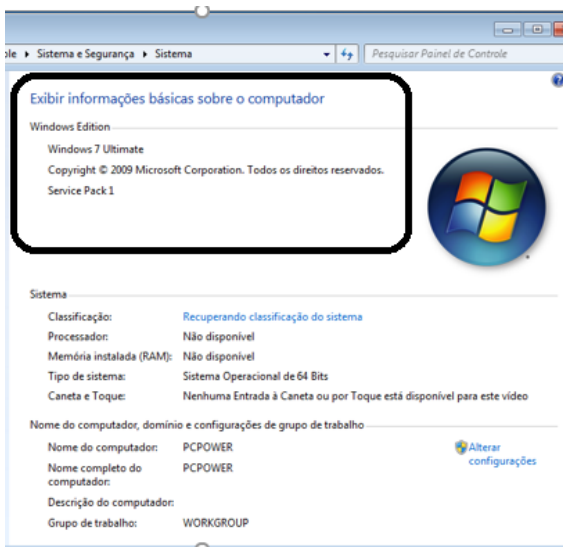 ole ▸ Sistema e Segurança ▸ Sistema
Pesquisar Painel de Controle
Exibir informações básicas sobre o computador
Windows Edition
Windows 7 Ultimate
Copyright © 2009 Microsoft Corporation. Todos os direitos reservados.
Service Pack 1
Sistema
Classificação: Recuperando classificação do sistema
Processador: Não disponível
Memória instalada (RAM): Não disponível
Tipo de sistema: Sistema Operacional de 64 Bits
Caneta e Toque: Nenhuma Entrada à Caneta ou por Toque está disponível para este vídeo
Nome do computador, domínio e configurações de grupo de trabalho
Nome do computador: PCPOWER
Alterar
configurações
Nome completo do
computador:
PCPOWER
Descrição do computador:
Grupo de trabalho: WORKGROUP